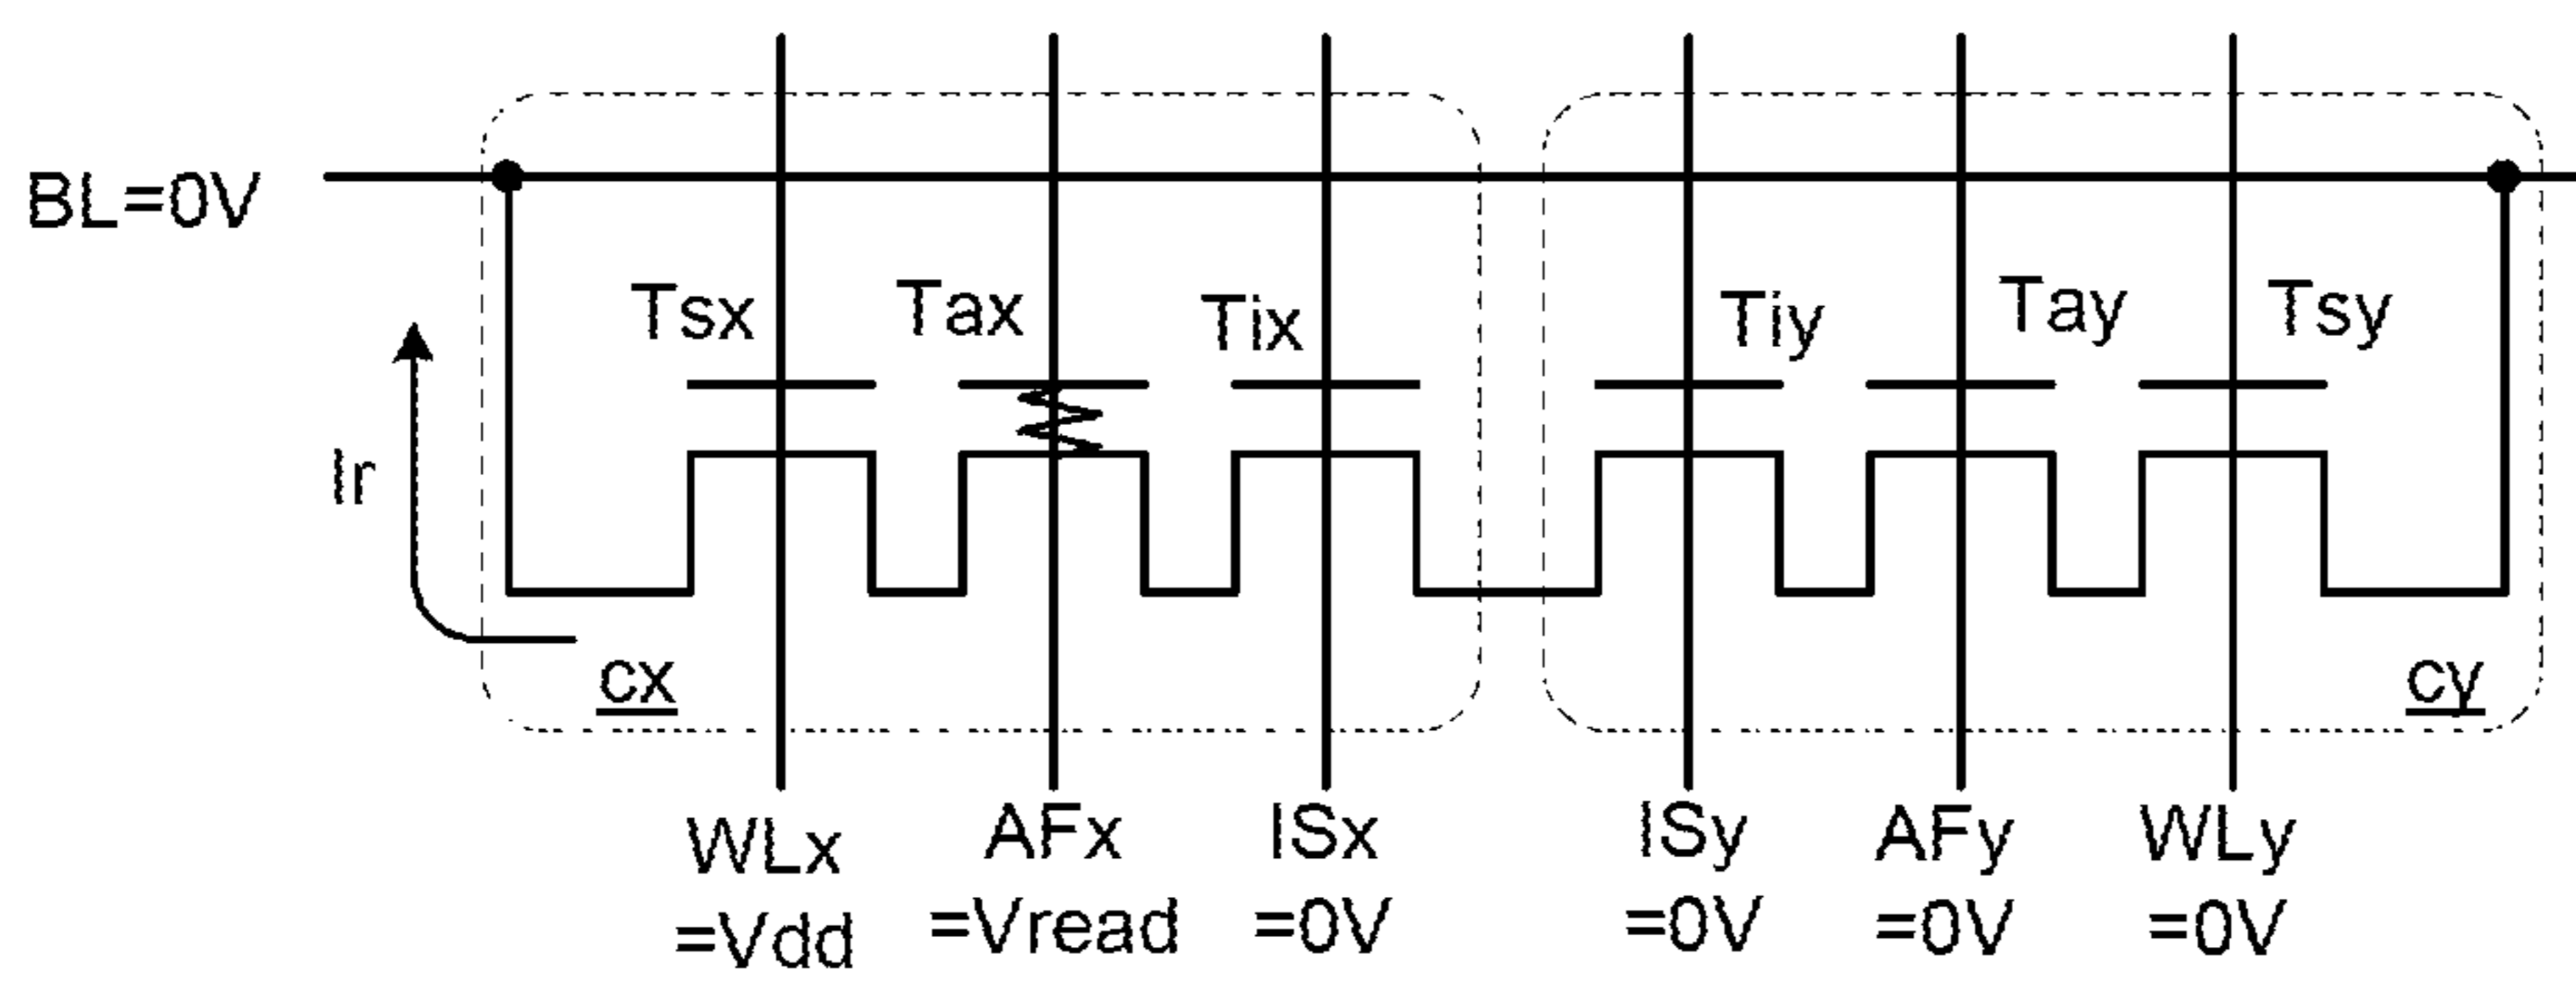 BL=0V
Tsx Tax Tix Tiy Tay Tsy
Ir
cx cy
WLx AFx ISx ISy AFy WLy
=Vdd =Vread =0V =0V =0V =0V